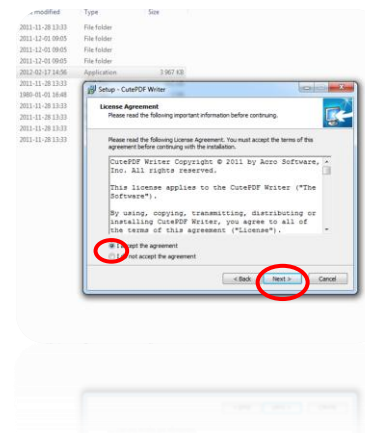 modified Type Size
2011-11-28 13:33 File folder
2011-12-01 09:05 File folder
2011-12-01 09:05 File folder
2011-12-01 09:05 File folder
2012-02-17 14:56 Application 3 967 KB
2011-11-28 13:33
1980-01-01 16:48
2011-11-28 13:33
2011-11-28 13:33
2011-11-28 13:33
2011-11-28 13:33
Setup - CutePDF Writer
License Agreement
Please read the following important information before continuing.
Please read the following License Agreement. You must accept the terms of this
agreement before continuing with the installation.
CutePDF Writer Copyright © 2011 by Acro Software,
Inc. All rights reserved.
This license applies to the CutePDF Writer ("The
Software").
By using, copying, transmitting, distributing or
installing CutePDF Writer, you agree to all of
the terms of this agreement ("License").
I accept the agreement
I do not accept the agreement
< Back Next > Cancel